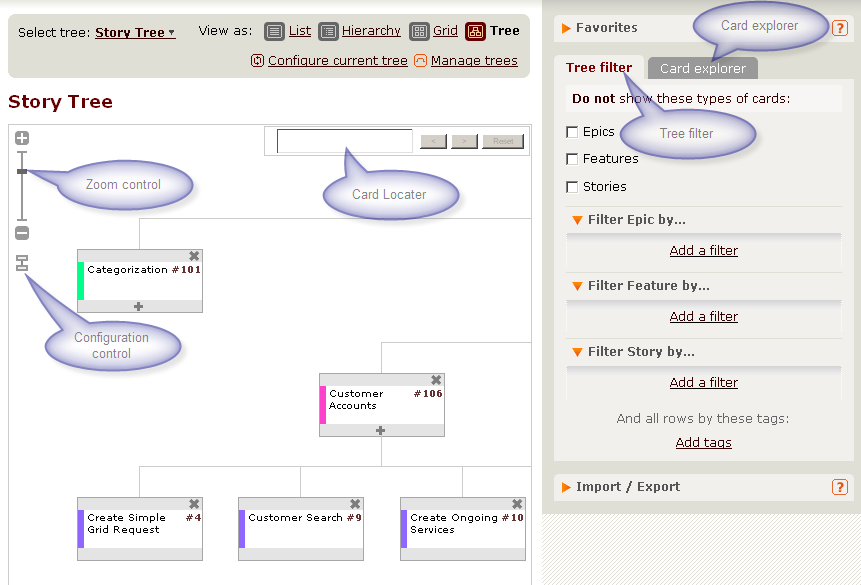 Select tree: Story Tree
View as: List Hierarchy Grid Tree
Configure current tree Manage trees
Story Tree
< > Reset
Zoom control
Card Locater
Categorization #101
Configuration
control
Customer #106
Accounts
Create Simple #4
Grid Request
Customer Search #9
Create Ongoing #10
Services
Favorites ?
Card explorer
Tree filter Card explorer
Do not show these types of cards:
Epics
Tree filter
Features
Stories
Filter Epic by...
Add a filter
Filter Feature by...
Add a filter
Filter Story by...
Add a filter
And all rows by these tags:
Add tags
Import / Export ?